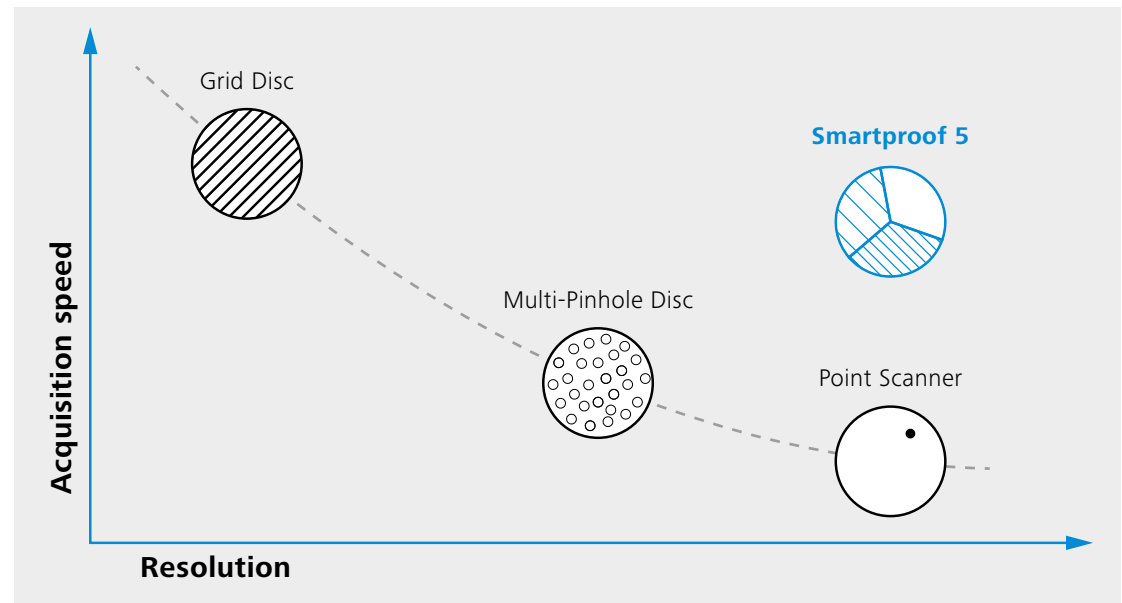 Grid Disc
Smartproof 5
Multi-Pinhole Disc
Point Scanner
Acquisition speed
Resolution